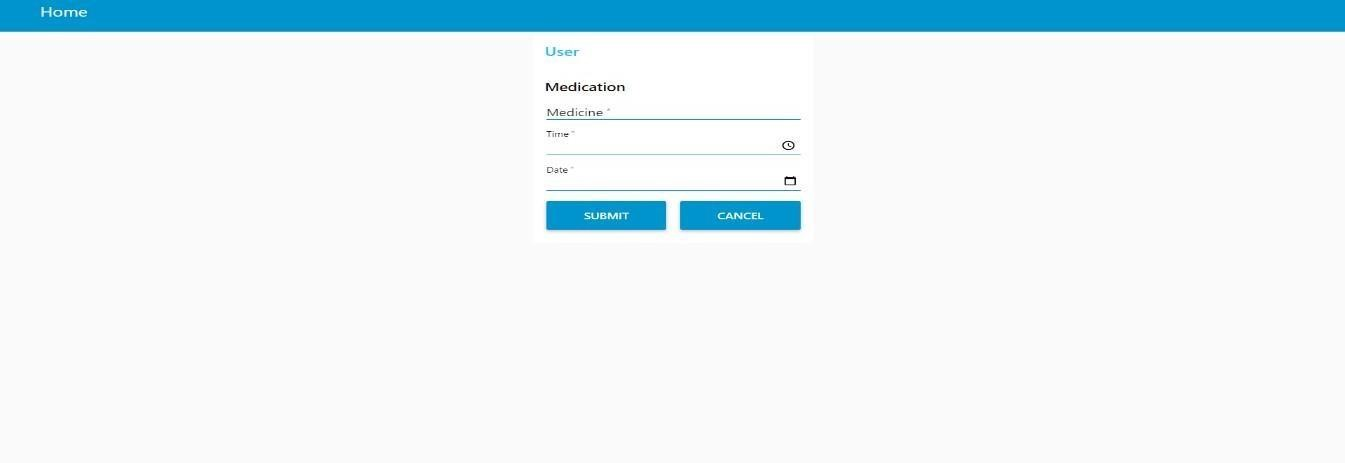 Home
User
Medication
Medicine *
Time *
Date *
SUBMIT CANCEL